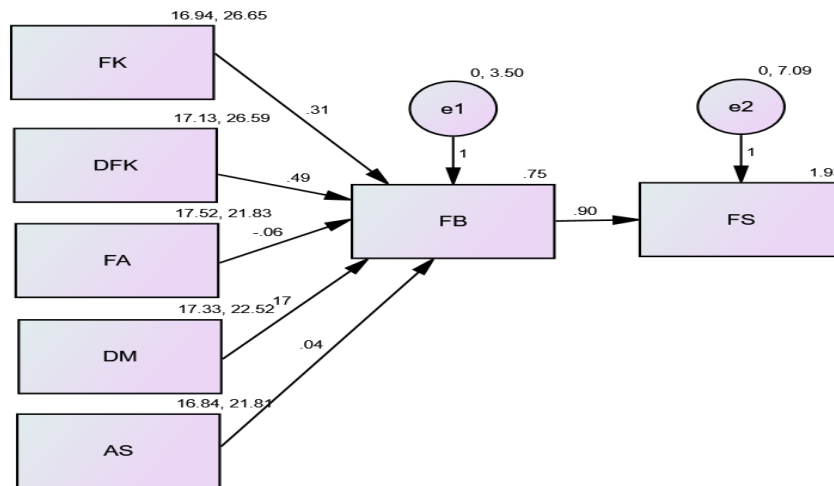 16.94, 26.65
FK
.31
17.13, 26.59
DFK
.49
17.52, 21.83
FA
-.06
17.33, 22.52
DM
.17
16.84, 21.81
AS
.04
0, 3.50
e1
1
.75
FB
.90
0, 7.09
e2
1
FS